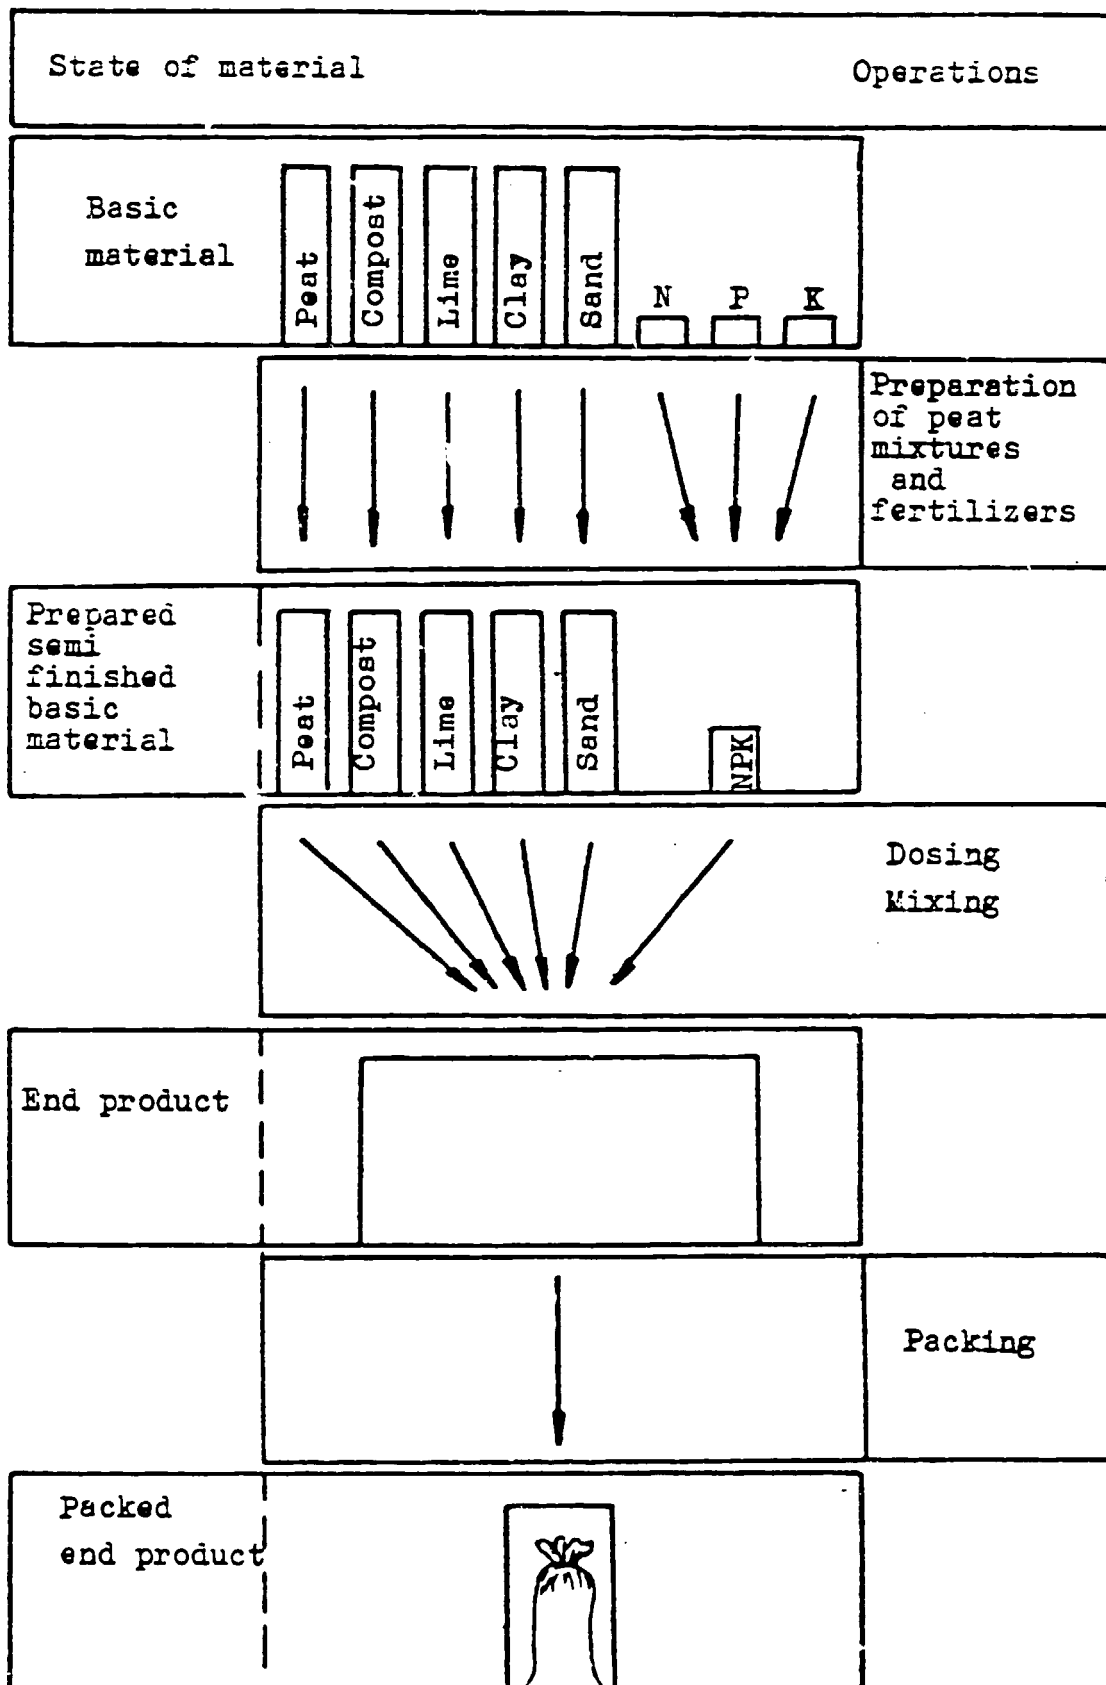 State of material
Operations
Basic
material
Peat
Compost
Lime
Clay
Sand
N
P
K
Preparation
of peat
mixtures
and
fertilizers
Prepared
semi
finished
basic
material
Peat
Compost
Lime
Clay
Sand
NPK
Dosing
Mixing
End product
Packing
Packed
end product